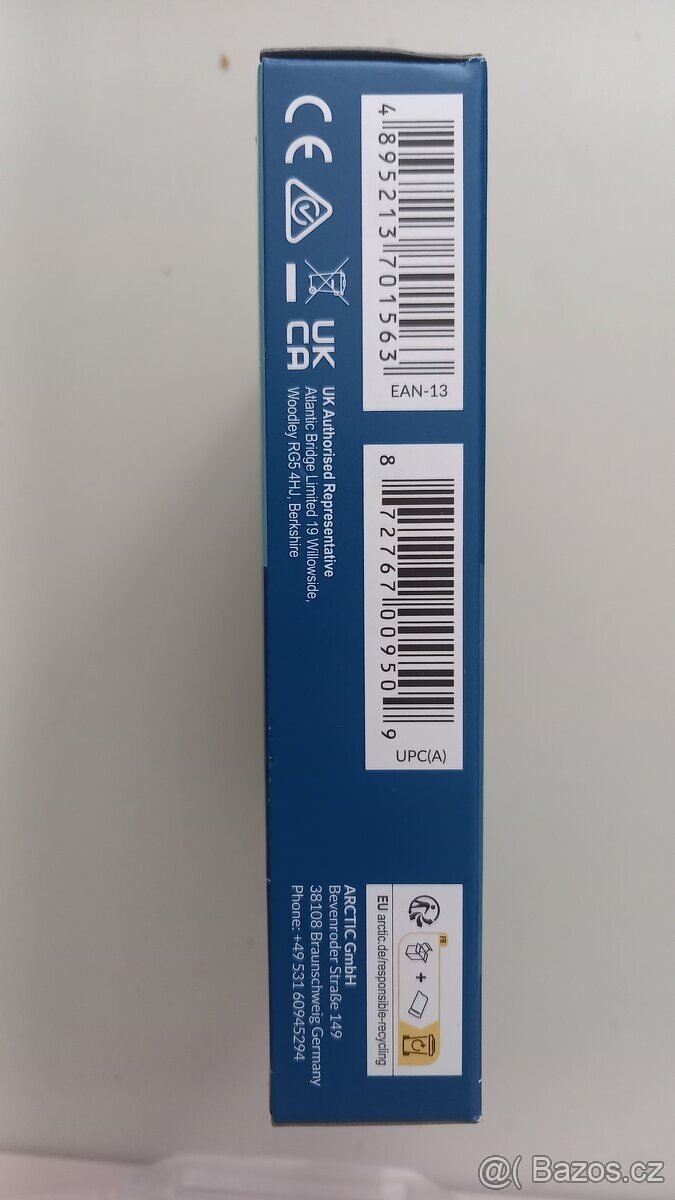 CE
UK
CA
UK Authorised Representative
Atlantic Bridge Limited 19 Willowside,
Woodley RG5 4HJ, Berkshire
4 895213 701563
EAN-13
8 72767 00950 9
UPC(A)
ARCTIC GmbH
Bevenroder Straße 149
38108 Braunschweig Germany
Phone: +49 531 60945294
FR
+
EU arctic.de/responsible-recycling
@( Bazos.cz